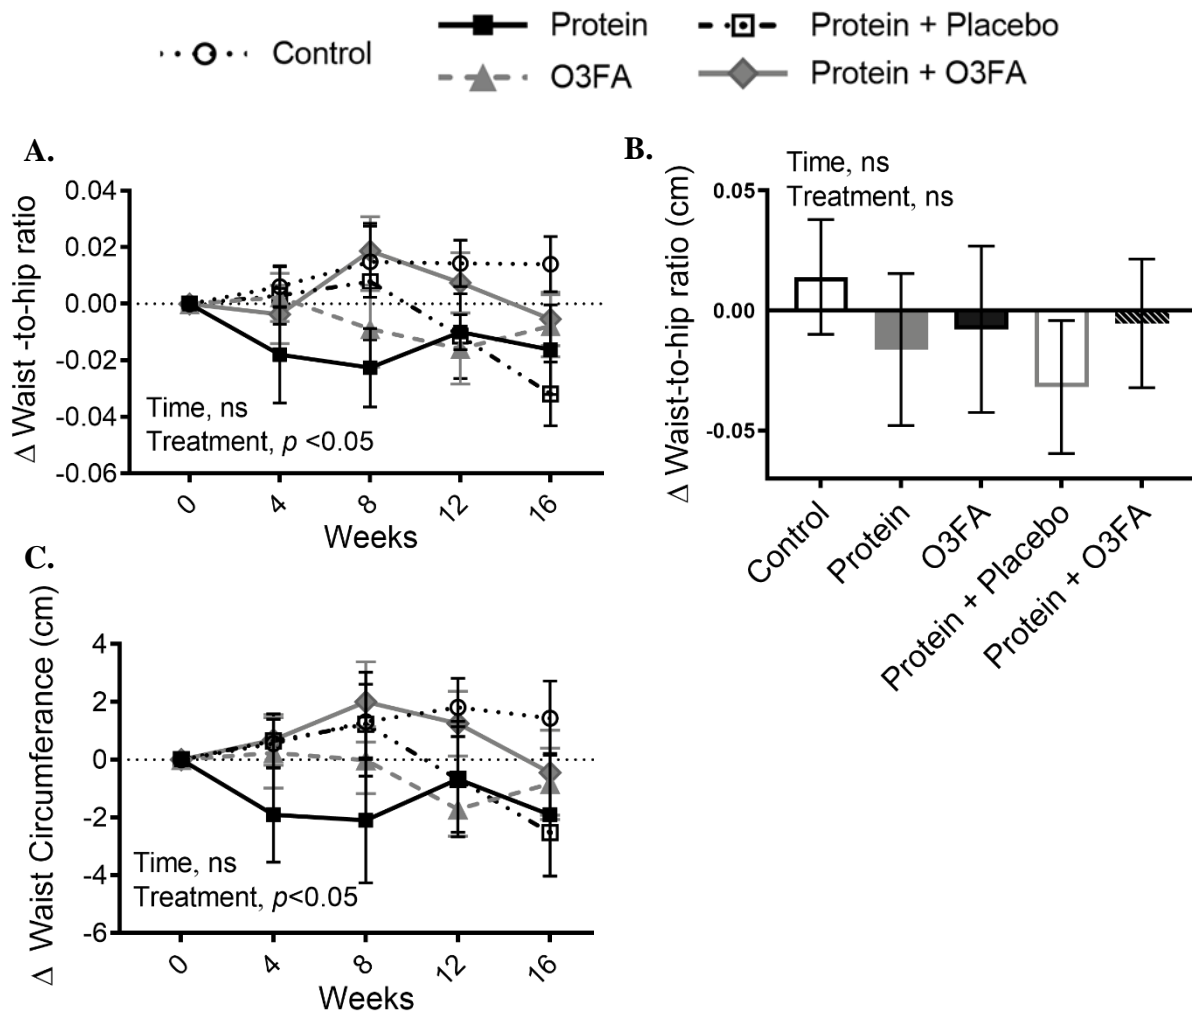 Control
Protein
O3FA
Protein + Placebo
Protein + O3FA
A.
Δ Waist -to-hip ratio
0.04
0.02
0.00
-0.02
-0.04
-0.06
Time, ns
Treatment, p <0.05
0
4
8
12
16
Weeks
B.
Δ Waist-to-hip ratio (cm)
Time, ns
Treatment, ns
0.05
0.00
-0.05
Control
Protein
O3FA
Protein + Placebo
Protein + O3FA
C.
Δ Waist Circumferance (cm)
4
2
0
-2
-4
-6
Time, ns
Treatment, p<0.05
0
4
8
12
16
Weeks